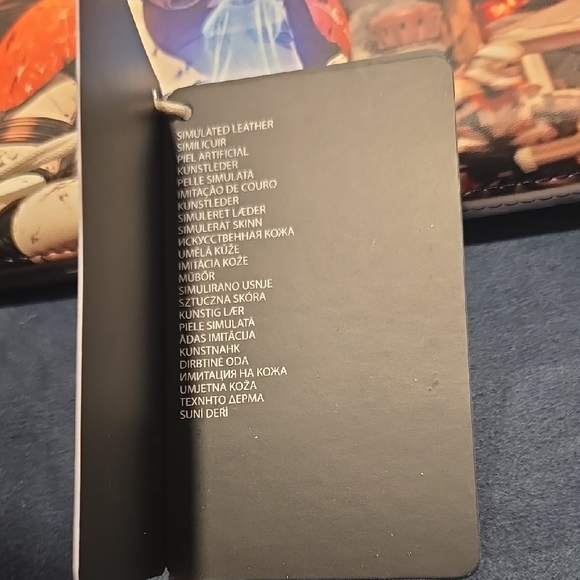 SIMULATED LEATHER
SIMILICUIR
PIEL ARTIFICIAL
KUNSTLEDER
PELLE SIMULATA
IMITAÇÃO DE COURO
KUNSTLEDER
SIMULERET LÆDER
SIMULERAT SKINN
ИСКУССТВЕННАЯ КОЖА
UMĚLÁ KŮŽE
IMITÁCIA KOŽE
MŰBŐR
SIMULIRANO USNJE
SZTUCZNA SKÓRA
KUNSTIG LÆR
PIELE SIMULATĂ
ĀDAS IMITĀCIJA
KUNSTNAHK
DIRBTINĖ ODA
ИМИТАЦИЯ НА КОЖА
UMJETNA KOŽA
ΤΕΧΝΗΤΟ ΔΕΡΜΑ
SUNİ DERİ